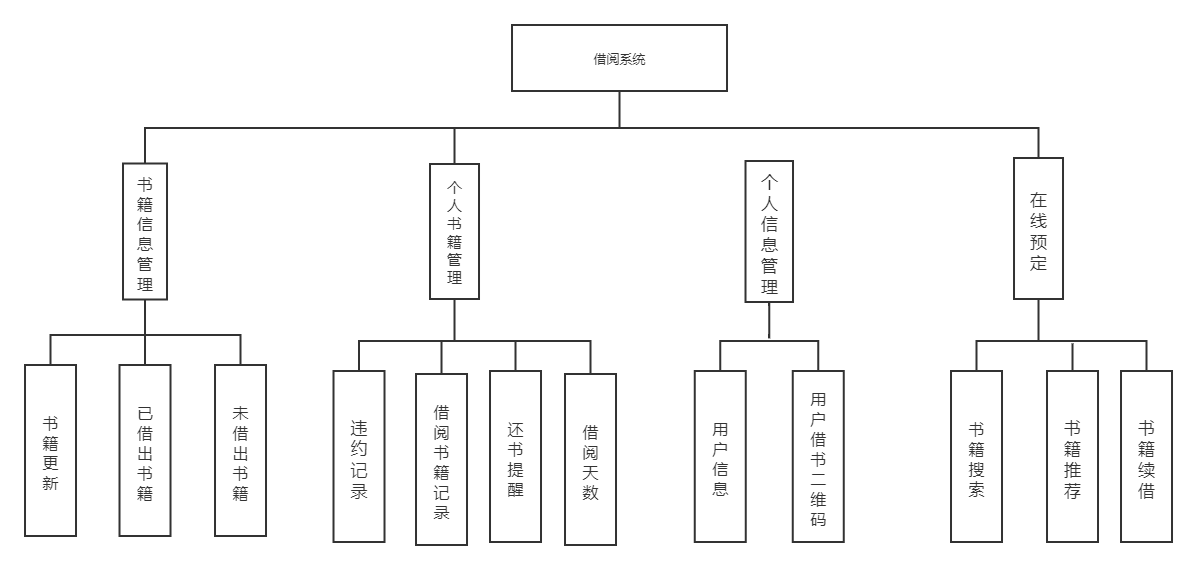 借阅系统
书籍信息管理
个人书籍管理
个人信息管理
在线预定
书籍更新
已借出书籍
未借出书籍
违约记录
借阅书籍记录
还书提醒
借阅天数
用户信息
用户借书二维码
书籍搜索
书籍推荐
书籍续借